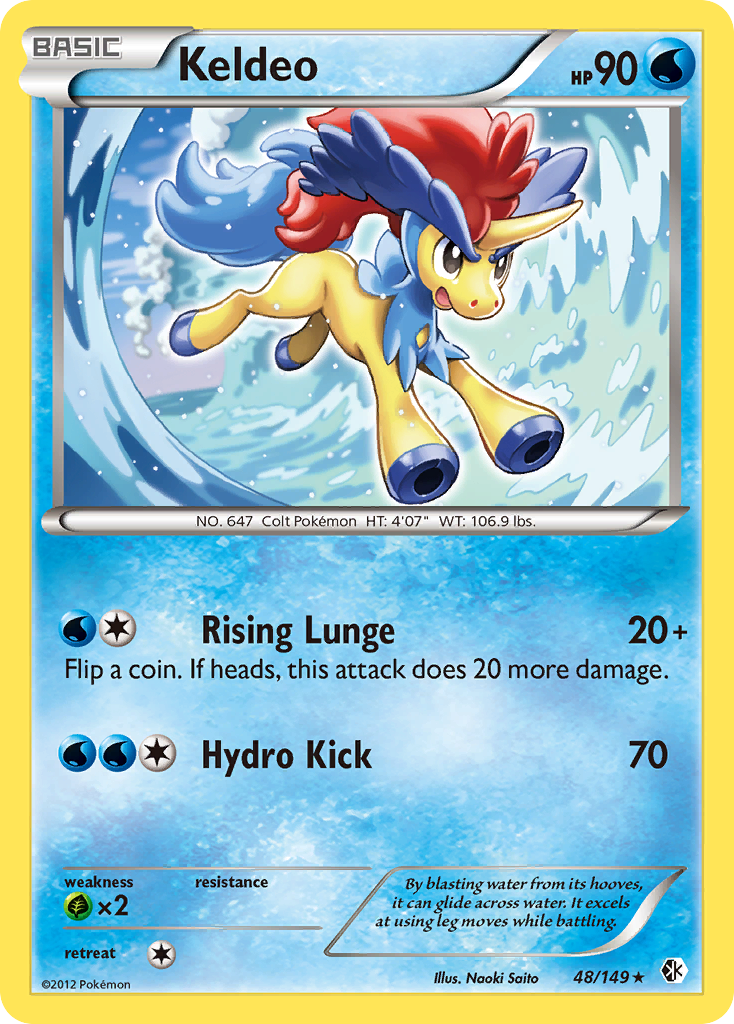 BASIC Keldeo HP 90
NO. 647 Colt Pokémon HT: 4'07" WT: 106.9 lbs.
Rising Lunge 20+
Flip a coin. If heads, this attack does 20 more damage.
Hydro Kick 70
weakness resistance
×2
retreat
By blasting water from its hooves,
it can glide across water. It excels
at using leg moves while battling.
©2012 Pokémon Illus. Naoki Saito 48/149 ★